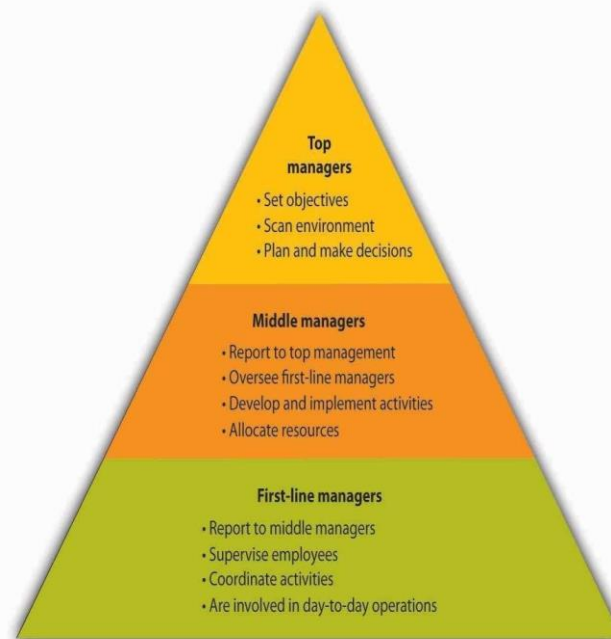 Top
managers
• Set objectives
• Scan environment
• Plan and make decisions
Middle managers
• Report to top management
• Oversee first-line managers
• Develop and implement activities
• Allocate resources
First-line managers
• Report to middle managers
• Supervise employees
• Coordinate activities
• Are involved in day-to-day operations